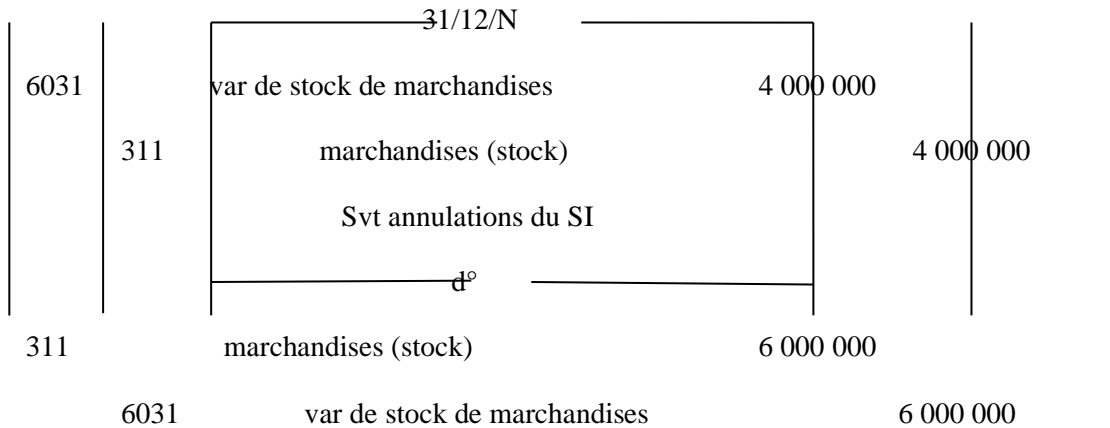 31/12/N
6031 var de stock de marchandises 4 000 000
311 marchandises (stock) 4 000 000
Svt annulations du SI
d°
311 marchandises (stock) 6 000 000
6031 var de stock de marchandises 6 000 000